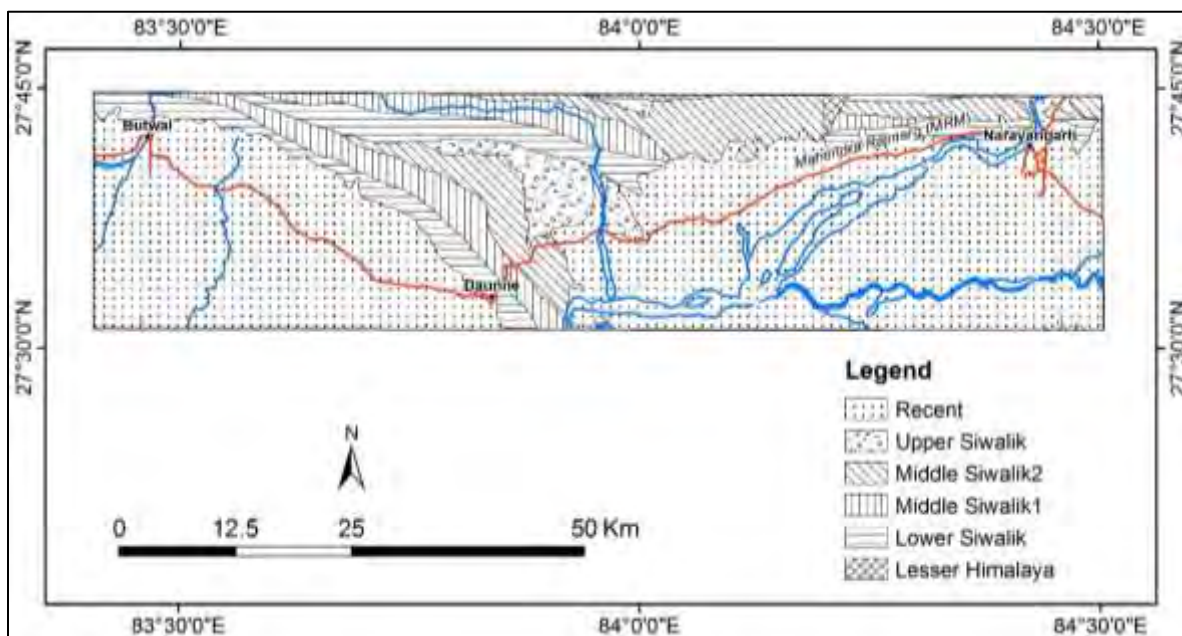 83°30'0"E 84°0'0"E 84°30'0"E
27°45'0"N 27°45'0"N
Butwal
Mahendra Rajmarg (MRM)
Narayangarh
Daunne
27°30'0"N 27°30'0"N
Legend
Recent
Upper Siwalik
Middle Siwalik2
Middle Siwalik1
Lower Siwalik
Lesser Himalaya
N
0 12.5 25 50 Km
83°30'0"E 84°0'0"E 84°30'0"E